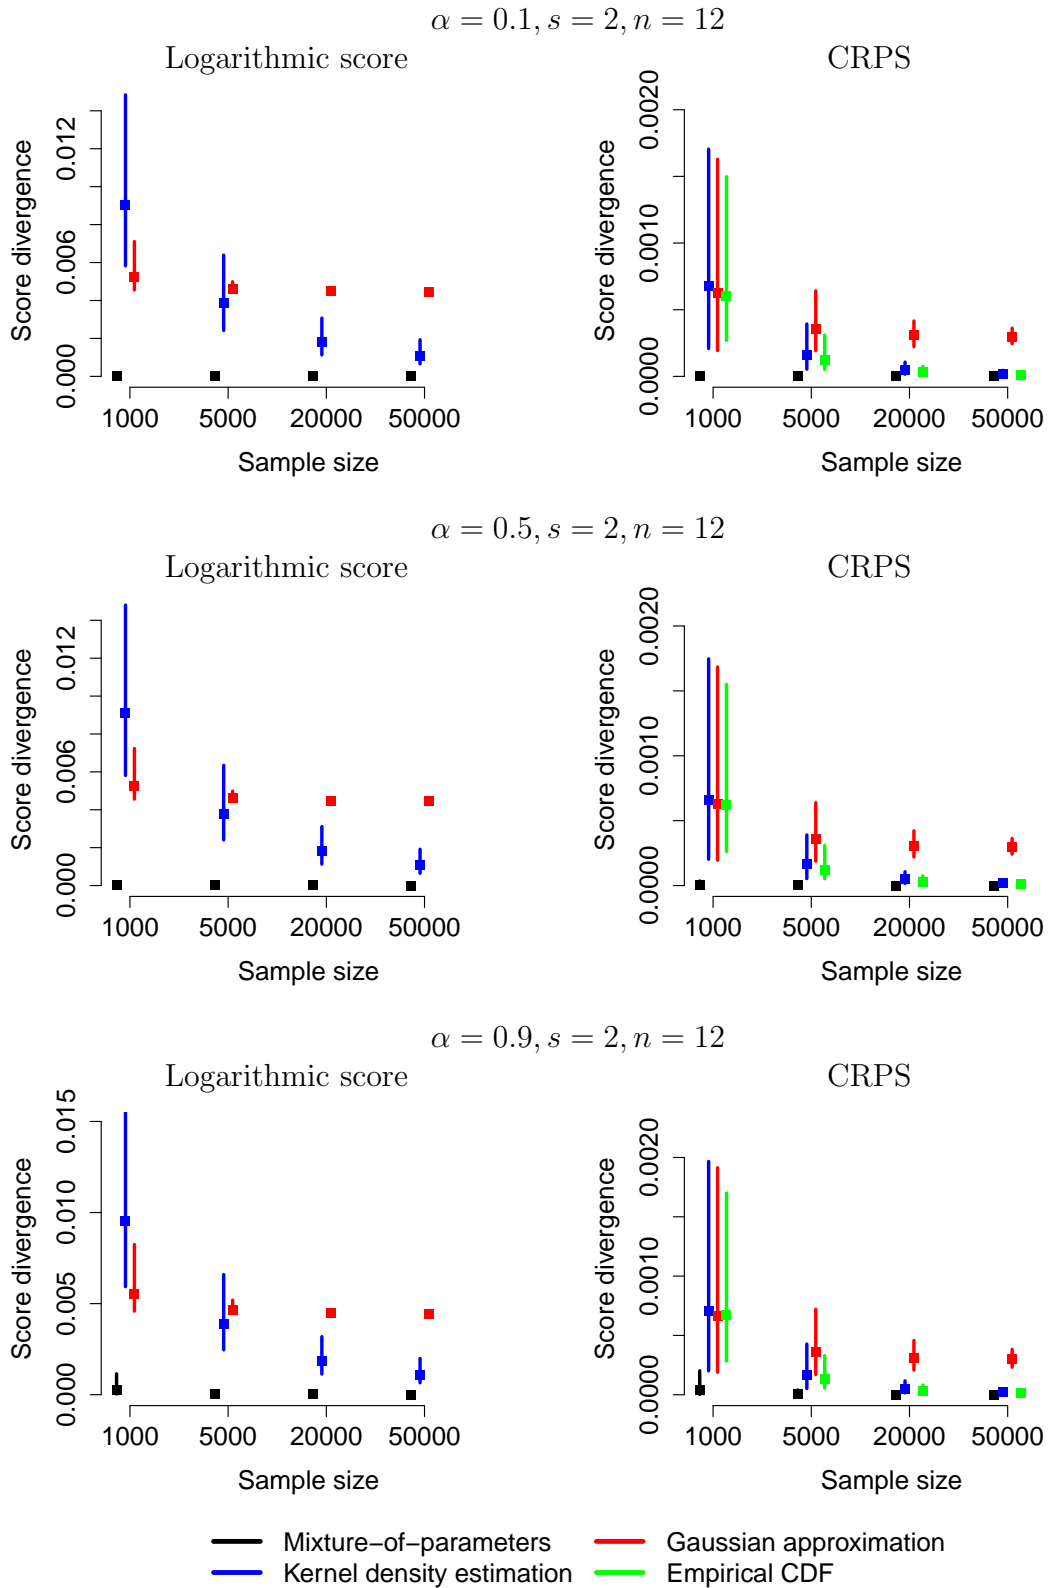 α = 0.1, s = 2, n = 12
Logarithmic score
Score divergence
0.000
0.006
0.012
1000
5000
20000
50000
Sample size
CRPS
Score divergence
0.0000
0.0010
0.0020
1000
5000
20000
50000
Sample size
α = 0.5, s = 2, n = 12
Logarithmic score
Score divergence
0.000
0.006
0.012
1000
5000
20000
50000
Sample size
CRPS
Score divergence
0.0000
0.0010
0.0020
1000
5000
20000
50000
Sample size
α = 0.9, s = 2, n = 12
Logarithmic score
Score divergence
0.000
0.005
0.010
0.015
1000
5000
20000
50000
Sample size
CRPS
Score divergence
0.0000
0.0010
0.0020
1000
5000
20000
50000
Sample size
Mixture−of−parameters
Kernel density estimation
Gaussian approximation
Empirical CDF